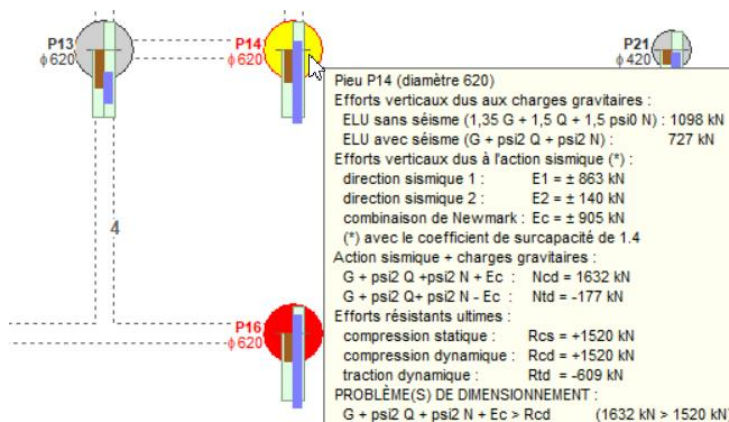 P13
ϕ620
P14
ϕ620
P21
ϕ420
Pieu P14 (diamètre 620)
Efforts verticaux dus aux charges gravitaires :
ELU sans séisme (1,35 G + 1,5 Q + 1,5 psi0 N) : 1098 kN
ELU avec séisme (G + psi2 Q + psi2 N) : 727 kN
Efforts verticaux dus à l'action sismique (*) :
direction sismique 1 : E1 = ± 863 kN
direction sismique 2 : E2 = ± 140 kN
combinaison de Newmark : Ec = ± 905 kN
(*) avec le coefficient de surcapacité de 1.4
Action sismique + charges gravitaires :
G + psi2 Q +psi2 N + Ec : Ncd = 1632 kN
G + psi2 Q+ psi2 N - Ec : Ntd = -177 kN
Efforts résistants ultimes :
compression statique : Rcs = +1520 kN
compression dynamique : Rcd = +1520 kN
traction dynamique : Rtd = -609 kN
PROBLÈME(S) DE DIMENSIONNEMENT :
G + psi2 Q + psi2 N + Ec > Rcd (1632 kN > 1520 kN)
4
P16
ϕ620